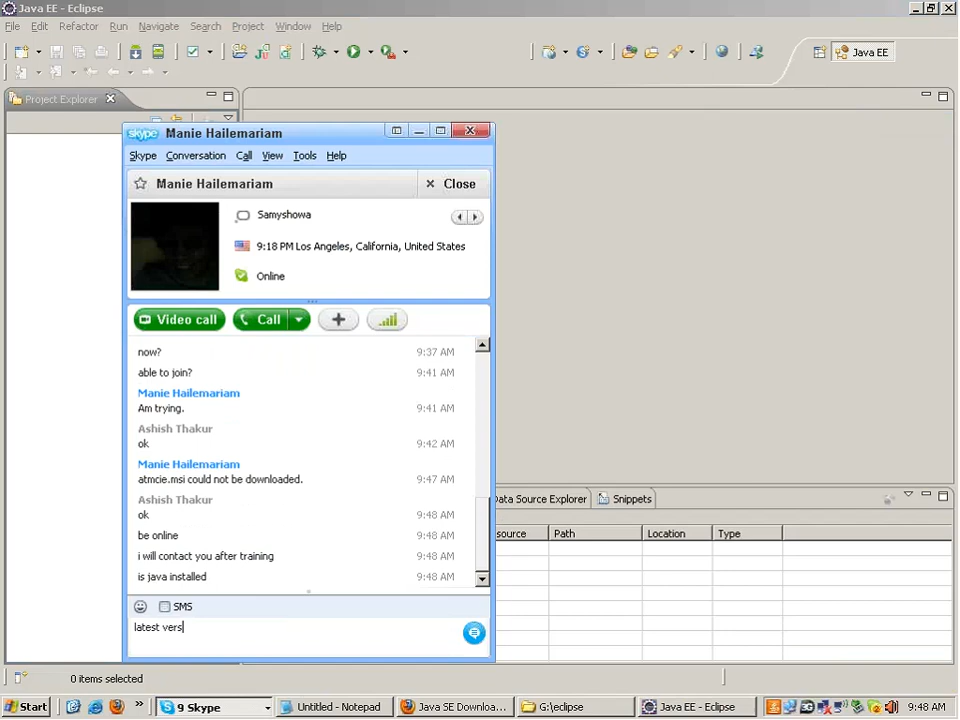 Java EE - Eclipse
File Edit Refactor Run Navigate Search Project Window Help
Java EE
Project Explorer
skype Manie Hailemariam
Skype Conversation Call View Tools Help
Manie Hailemariam
Close
Samyshowa
9:18 PM Los Angeles, California, United States
Online
Video call
Call
now? 9:37 AM
able to join? 9:41 AM
Manie Hailemariam
Am trying. 9:41 AM
Ashish Thakur
ok 9:42 AM
Manie Hailemariam
atmcie.msi could not be downloaded. 9:47 AM
Ashish Thakur
ok 9:48 AM
be online 9:48 AM
i will contact you after training 9:48 AM
is java installed 9:48 AM
SMS
latest vers
Data Source Explorer Snippets
source Path Location Type
0 items selected
Start » 9 Skype Untitled - Notepad Java SE Downloa... G:\eclipse Java EE - Eclipse 9:48 AM